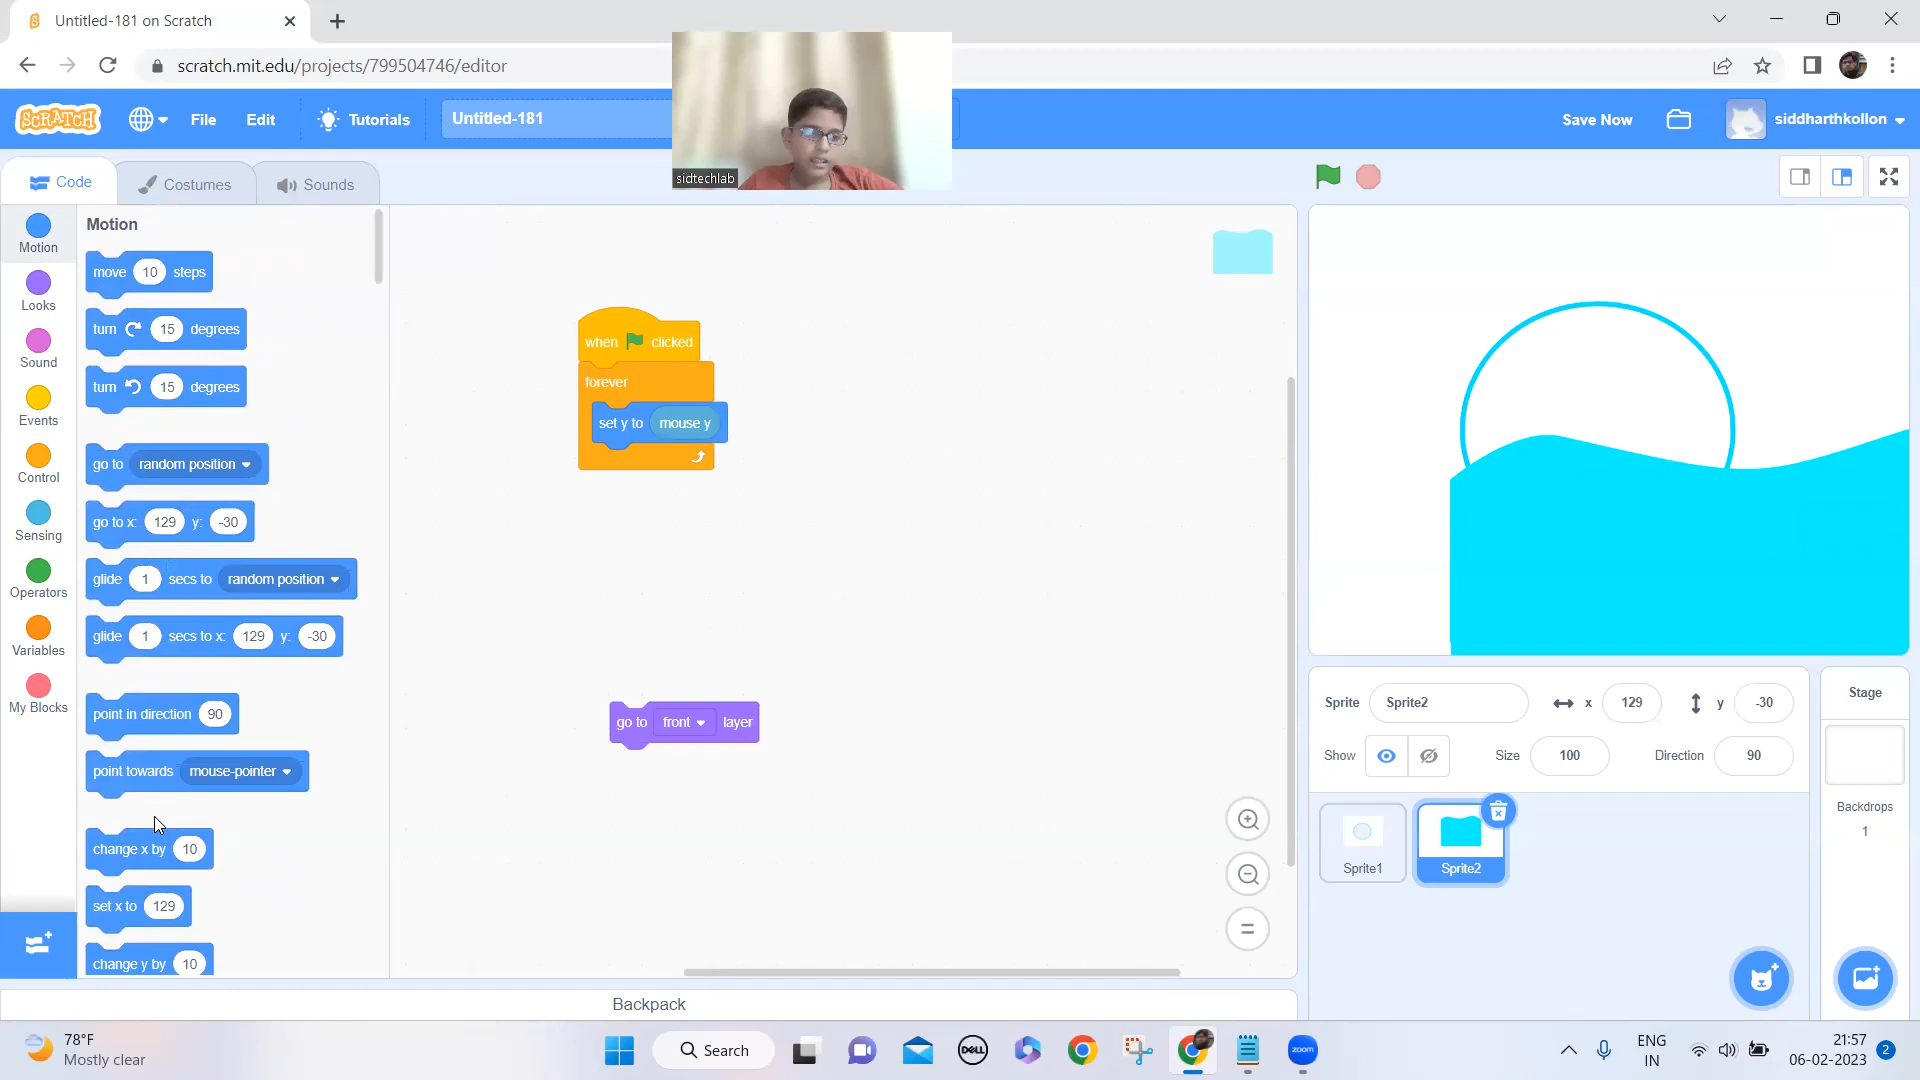 Untitled-181 on Scratch
scratch.mit.edu/projects/799504746/editor
SCRATCH
File
Edit
Tutorials
Untitled-181
sidtechlab
Save Now
siddharthkollon
Code
Costumes
Sounds
Motion
Looks
Sound
Events
Control
Sensing
Operators
Variables
My Blocks
Motion
move 10 steps
turn 15 degrees
turn 15 degrees
go to random position
go to x: 129 y: -30
glide 1 secs to random position
glide 1 secs to x: 129 y: -30
point in direction 90
point towards mouse-pointer
change x by 10
set x to 129
change y by 10
when clicked
forever
set y to mouse y
go to front layer
Sprite Sprite2 x 129 y -30
Show Size 100 Direction 90
Sprite1
Sprite2
Stage
Backdrops
1
Backpack
78°F
Mostly clear
Search
DELL
zoom
ENG
IN
21:57
06-02-2023
2